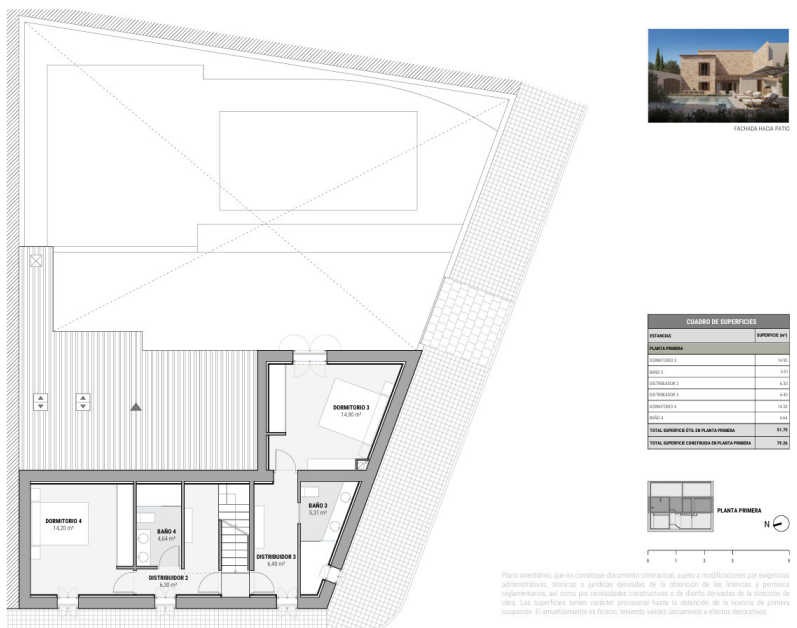 FACHADA HACIA PATIO
CUADRO DE SUPERFICIES
ESTANCIAS SUPERFICIE (m²)
PLANTA PRIMERA
DORMITORIO 3 14.90
BAÑO 3 5.31
DISTRIBUIDOR 2 6.30
DISTRIBUIDOR 3 6.40
DORMITORIO 4 14.20
BAÑO 4 4.64
TOTAL SUPERFICIE ÚTIL EN PLANTA PRIMERA 51.75
TOTAL SUPERFICIE CONSTRUIDA EN PLANTA PRIMERA 79.26
DORMITORIO 3
14,90 m²
DORMITORIO 4
14,20 m²
BAÑO 4
4,64 m²
BAÑO 3
5,31 m²
DISTRIBUIDOR 3
6,40 m²
DISTRIBUIDOR 2
6,30 m²
PLANTA PRIMERA
N
0 1 2 3 5
Plano orientativo, que no constituye documento contractual, sujeto a modificaciones por exigencias
administrativas, técnicas o jurídicas derivadas de la obtención de las licencias y permisos
reglamentarios, así como por necesidades constructivas o de diseño derivadas de la dirección de
obra. Las superficies tienen carácter provisional hasta la obtención de la licencia de primera
ocupación. El amueblamiento es ficticio, teniendo validez únicamente a efectos decorativos.